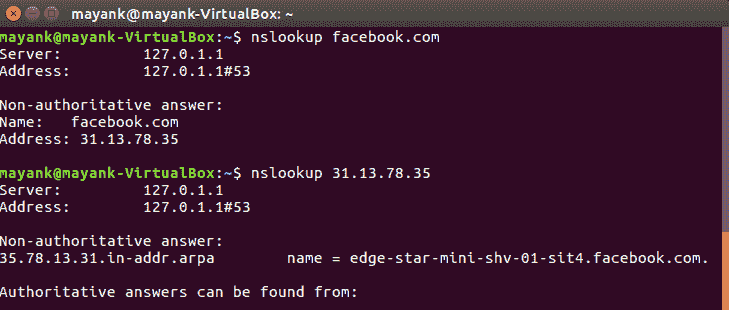 mayank@mayank-VirtualBox: ~
mayank@mayank-VirtualBox:~$ nslookup facebook.com
Server:         127.0.1.1
Address:        127.0.1.1#53

Non-authoritative answer:
Name:   facebook.com
Address: 31.13.78.35

mayank@mayank-VirtualBox:~$ nslookup 31.13.78.35
Server:         127.0.1.1
Address:        127.0.1.1#53

Non-authoritative answer:
35.78.13.31.in-addr.arpa        name = edge-star-mini-shv-01-sit4.facebook.com.

Authoritative answers can be found from: